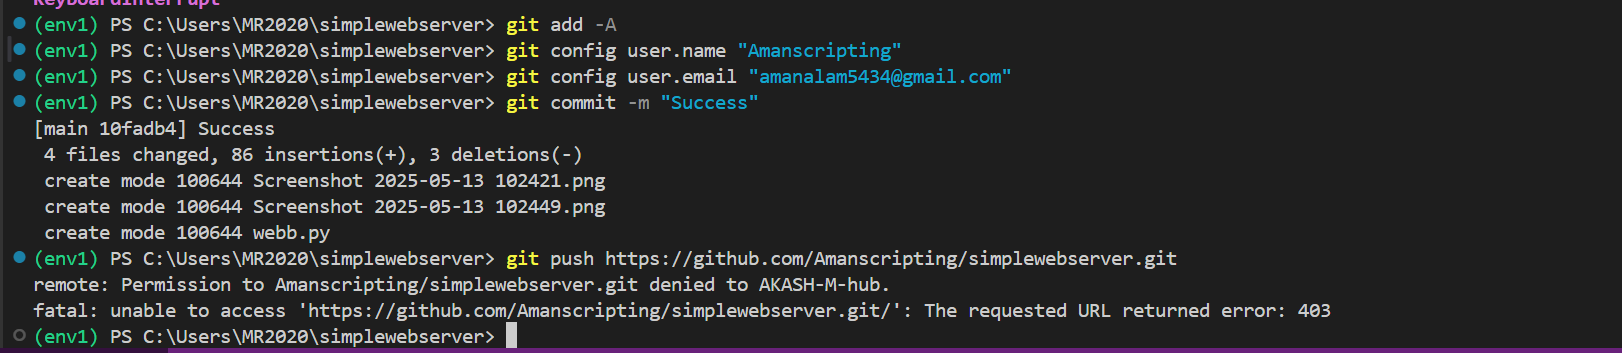 KeyboardInterrupt
(env1) PS C:\Users\MR2020\simplewebserver> git add -A
(env1) PS C:\Users\MR2020\simplewebserver> git config user.name "Amanscripting"
(env1) PS C:\Users\MR2020\simplewebserver> git config user.email "amanalam5434@gmail.com"
(env1) PS C:\Users\MR2020\simplewebserver> git commit -m "Success"
[main 10fadb4] Success
 4 files changed, 86 insertions(+), 3 deletions(-)
 create mode 100644 Screenshot 2025-05-13 102421.png
 create mode 100644 Screenshot 2025-05-13 102449.png
 create mode 100644 webb.py
(env1) PS C:\Users\MR2020\simplewebserver> git push https://github.com/Amanscripting/simplewebserver.git
remote: Permission to Amanscripting/simplewebserver.git denied to AKASH-M-hub.
fatal: unable to access 'https://github.com/Amanscripting/simplewebserver.git/': The requested URL returned error: 403
(env1) PS C:\Users\MR2020\simplewebserver>